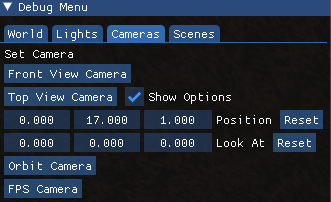 Debug Menu
World Lights Cameras Scenes
Set Camera
Front View Camera
Top View Camera Show Options
0.000 17.000 1.000 Position Reset
0.000 0.000 0.000 Look At Reset
Orbit Camera
FPS Camera